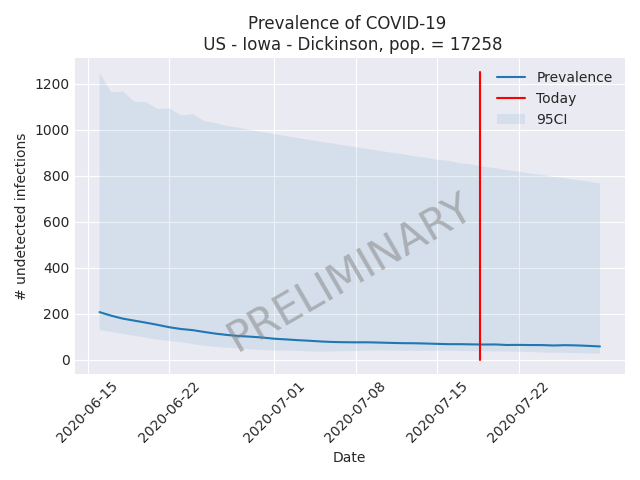 Prevalence of COVID-19
US - Iowa - Dickinson, pop. = 17258
Prevalence
Today
95CI
1200
1000
800
600
400
200
0
# undetected infections
PRELIMINARY
2020-06-15
2020-06-22
2020-07-01
2020-07-08
2020-07-15
2020-07-22
Date